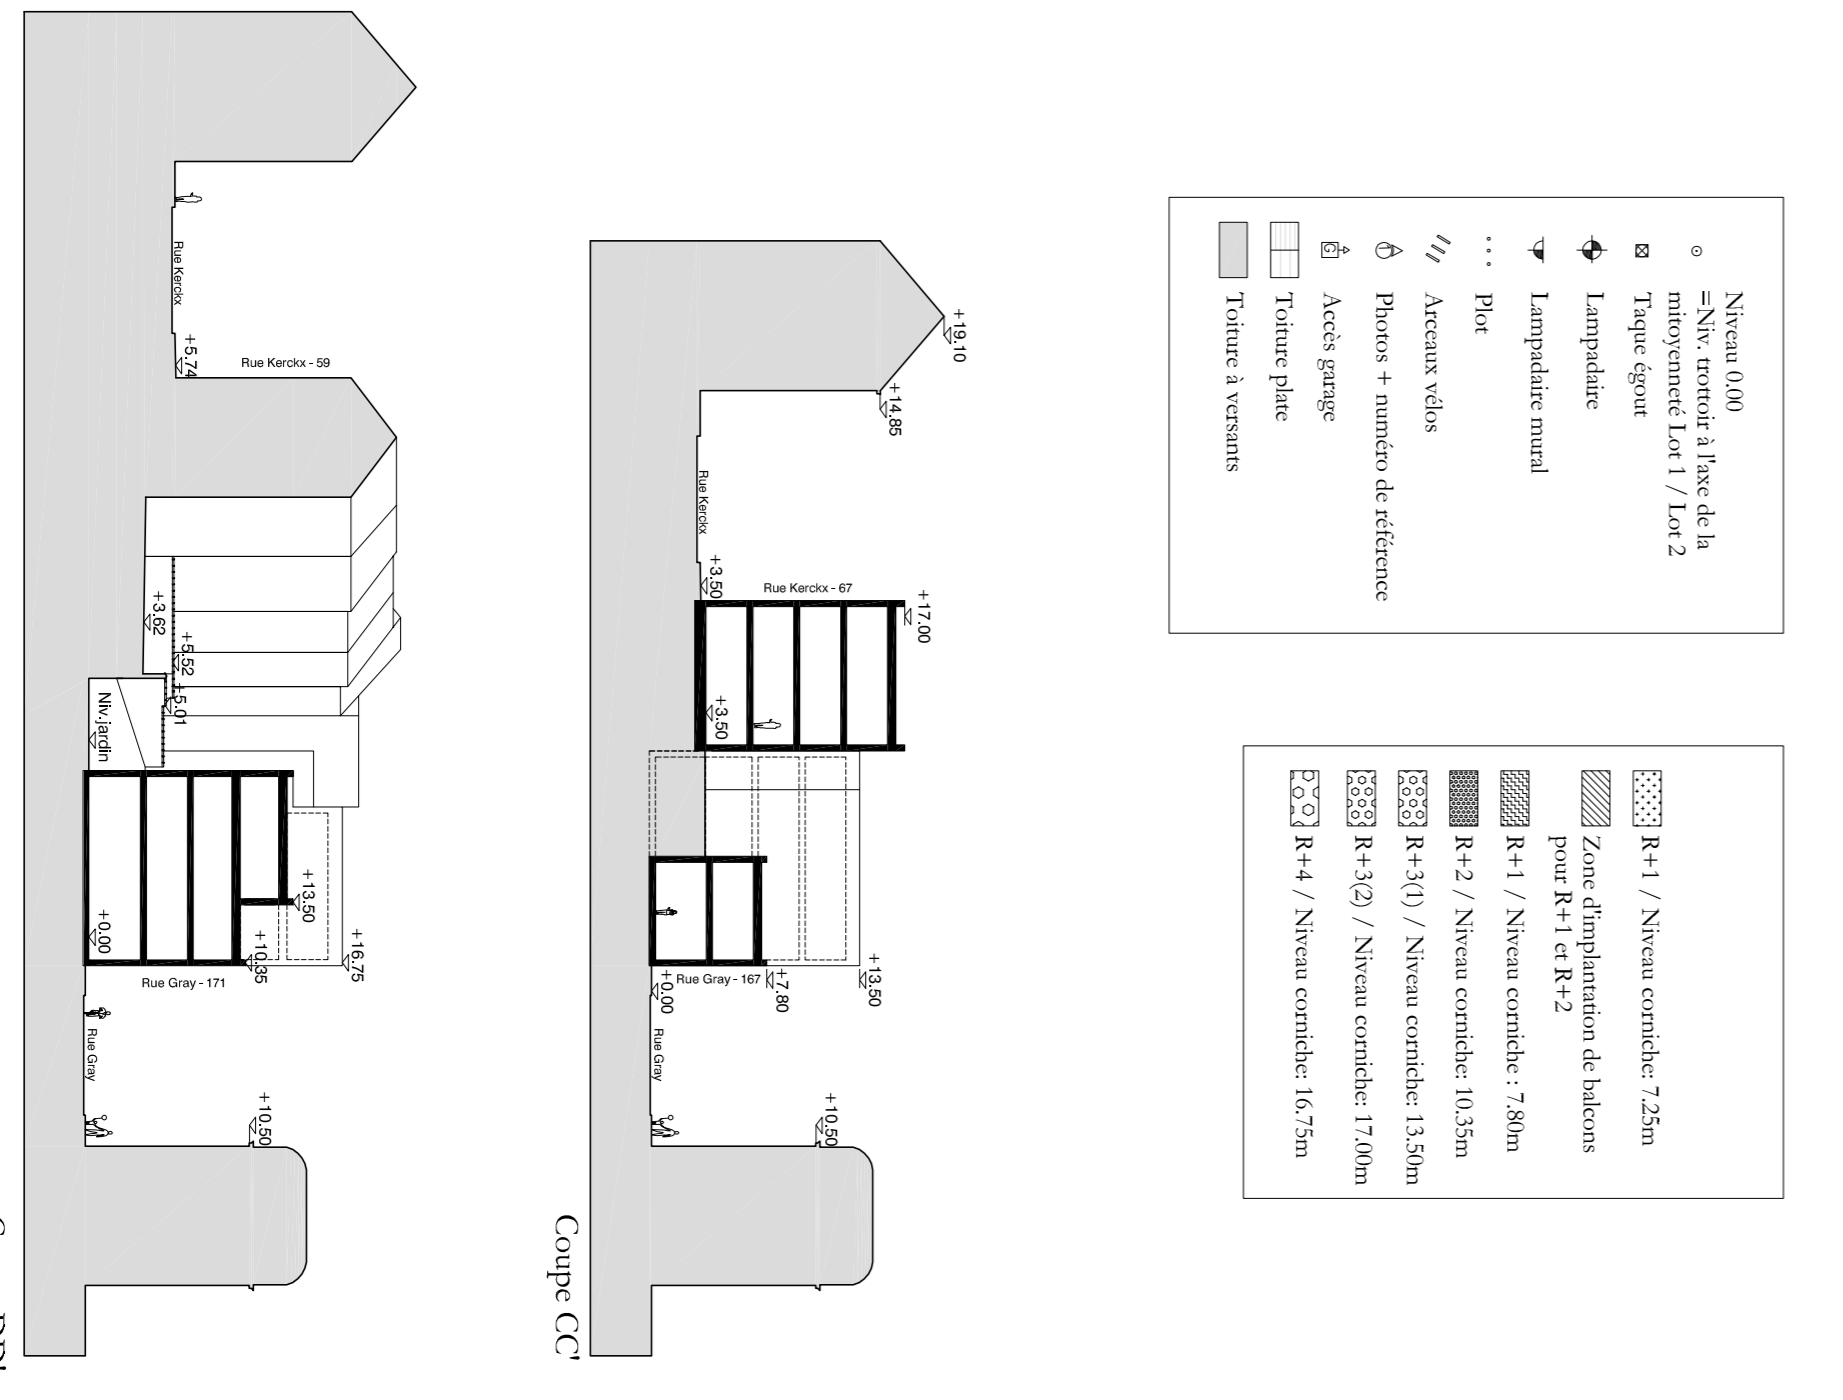 Niveau 0.00
=Niv. trottoir à l'axe de la
mitoyenneté Lot 1 / Lot 2
Taque égout
Lampadaire
Lampadaire mural
Plot
Arceaux vélos
Photos + numéro de référence
G
Accès garage
Toiture plate
Toiture à versants
R+1 / Niveau corniche: 7.25m
Zone d'implantation de balcons
pour R+1 et R+2
R+1 / Niveau corniche : 7.80m
R+2 / Niveau corniche: 10.35m
R+3(1) / Niveau corniche: 13.50m
R+3(2) / Niveau corniche: 17.00m
R+4 / Niveau corniche: 16.75m
+19.10
+14.85
Rue Kerckx
+3.50
Rue Kerckx - 67
+17.00
+3.50
+13.50
+7.80
Rue Gray - 167
+0.00
Rue Gray
+10.50
Coupe CC'
Rue Kerckx
+5.74
Rue Kerckx - 59
+3.62
+5.52
+5.01
Niv.jardin
+13.50
+0.00
+16.75
+10.35
Rue Gray - 171
Rue Gray
+10.50